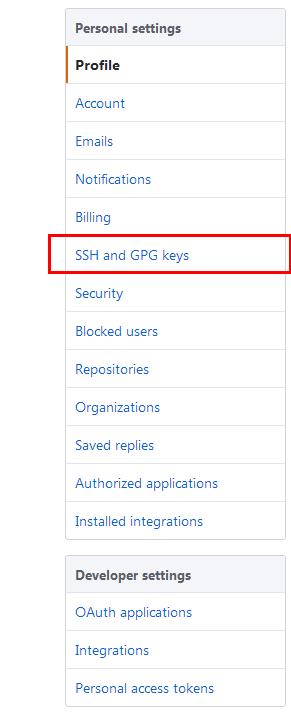 Personal settings
Profile
Account
Emails
Notifications
Billing
SSH and GPG keys
Security
Blocked users
Repositories
Organizations
Saved replies
Authorized applications
Installed integrations
Developer settings
OAuth applications
Integrations
Personal access tokens